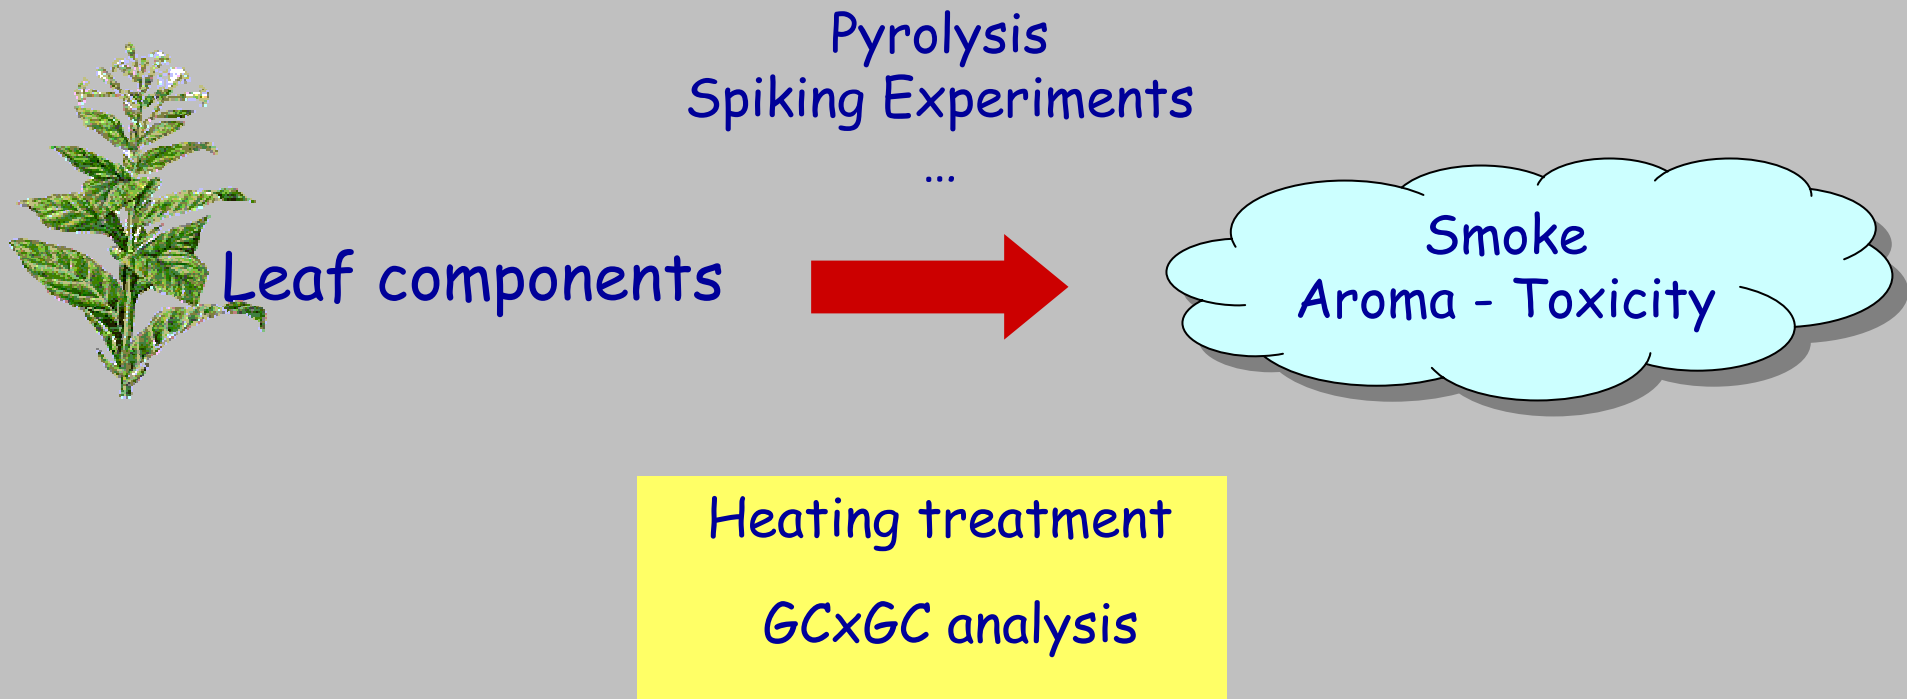 Pyrolysis
Spiking Experiments
...
Leaf components
Smoke
Aroma - Toxicity
Heating treatment
GCxGC analysis